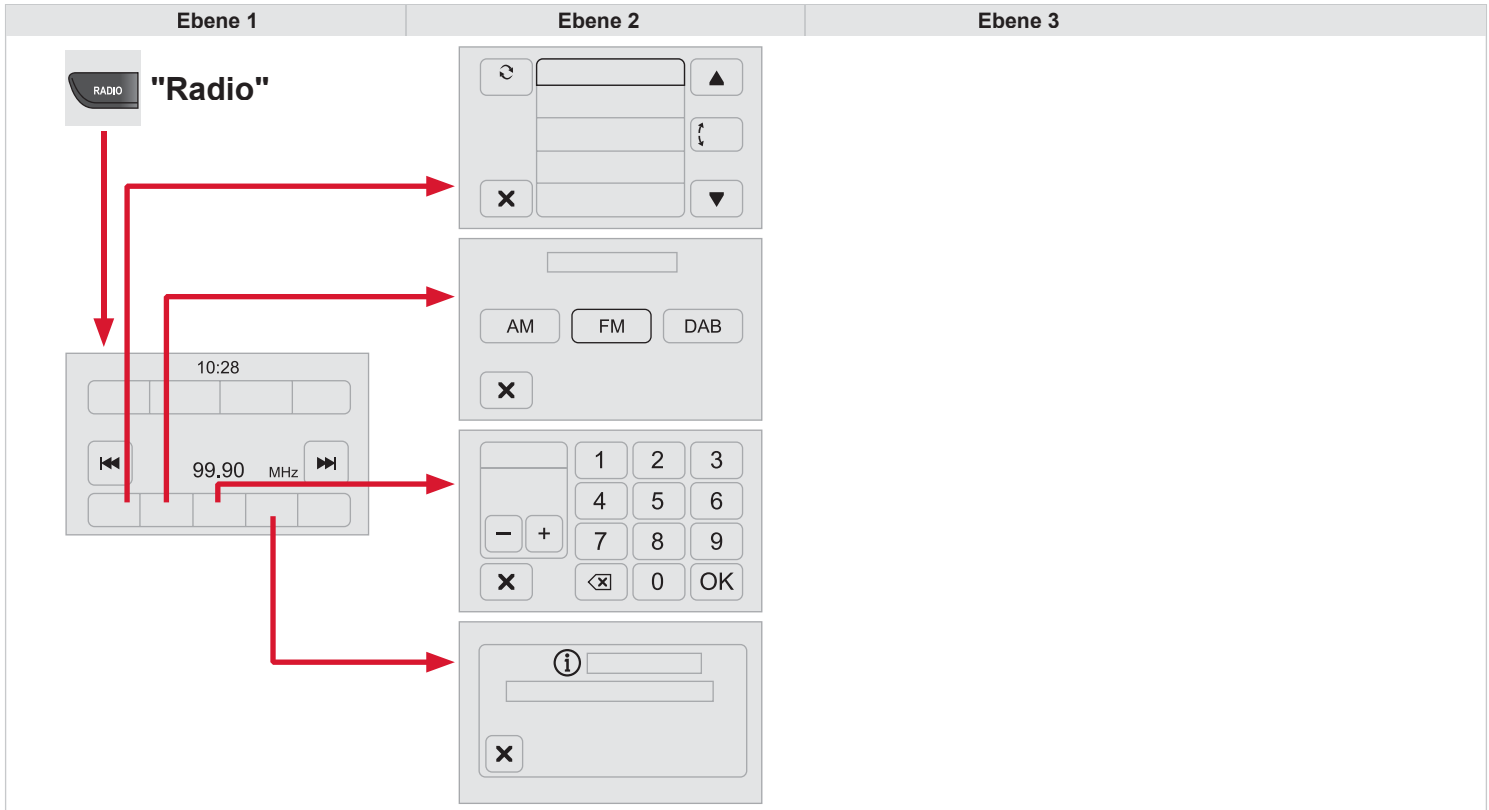 Ebene 1 Ebene 2 Ebene 3
RADIO "Radio"
10:28
99.90 MHz
AM FM DAB
1 2 3
4 5 6
- + 7 8 9
0 OK